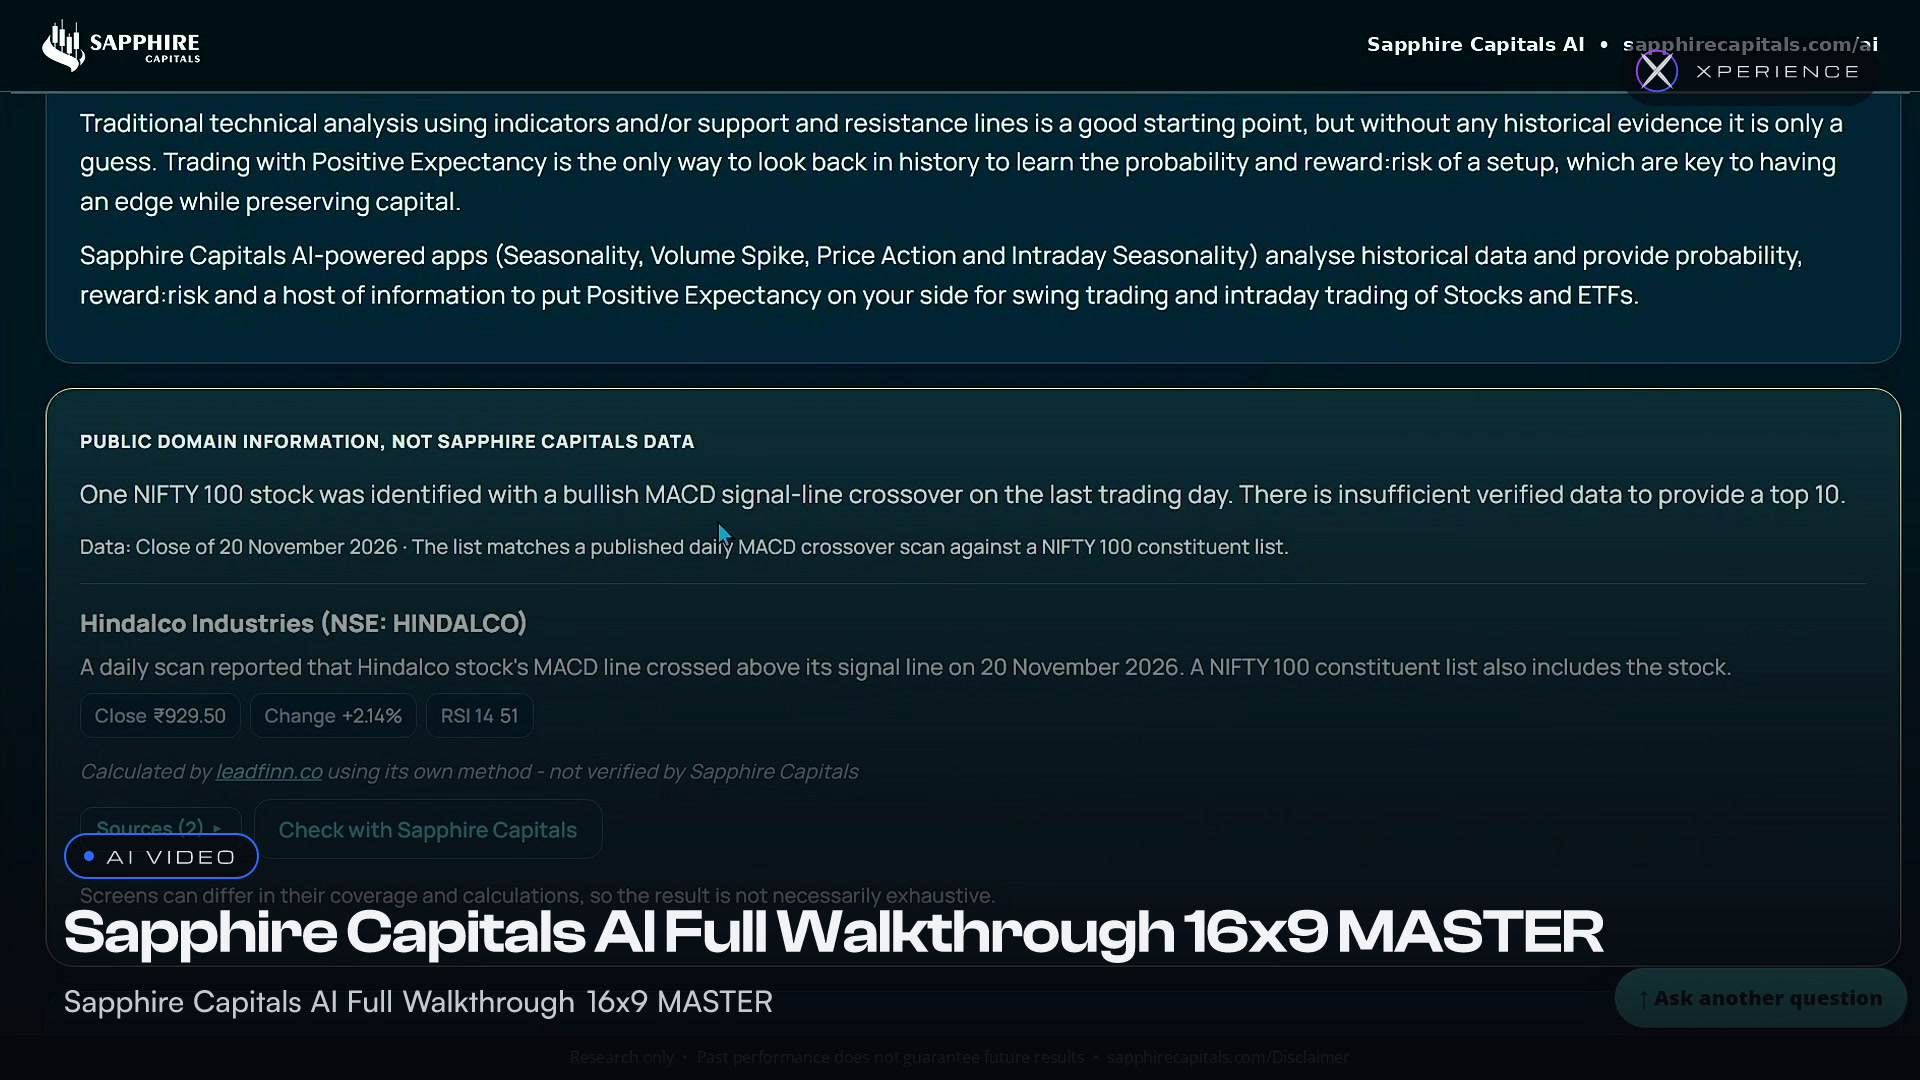 SAPPHIRE
CAPITALS
Sapphire Capitals AI • sapphirecapitals.com/ai
XPERIENCE
Traditional technical analysis using indicators and/or support and resistance lines is a good starting point, but without any historical evidence it is only a
guess. Trading with Positive Expectancy is the only way to look back in history to learn the probability and reward:risk of a setup, which are key to having
an edge while preserving capital.
Sapphire Capitals AI-powered apps (Seasonality, Volume Spike, Price Action and Intraday Seasonality) analyse historical data and provide probability,
reward:risk and a host of information to put Positive Expectancy on your side for swing trading and intraday trading of Stocks and ETFs.
PUBLIC DOMAIN INFORMATION, NOT SAPPHIRE CAPITALS DATA
One NIFTY 100 stock was identified with a bullish MACD signal-line crossover on the last trading day. There is insufficient verified data to provide a top 10.
Data: Close of 20 November 2026 · The list matches a published daily MACD crossover scan against a NIFTY 100 constituent list.
Hindalco Industries (NSE: HINDALCO)
A daily scan reported that Hindalco stock's MACD line crossed above its signal line on 20 November 2026. A NIFTY 100 constituent list also includes the stock.
Close ₹929.50 Change +2.14% RSI 14 51
Calculated by leadfinn.co using its own method - not verified by Sapphire Capitals
Sources (2) ▸ Check with Sapphire Capitals
AI VIDEO
Screens can differ in their coverage and calculations, so the result is not necessarily exhaustive.
Sapphire Capitals AI Full Walkthrough 16x9 MASTER
Sapphire Capitals AI Full Walkthrough 16x9 MASTER
↑ Ask another question
Research only • Past performance does not guarantee future results • sapphirecapitals.com/Disclaimer